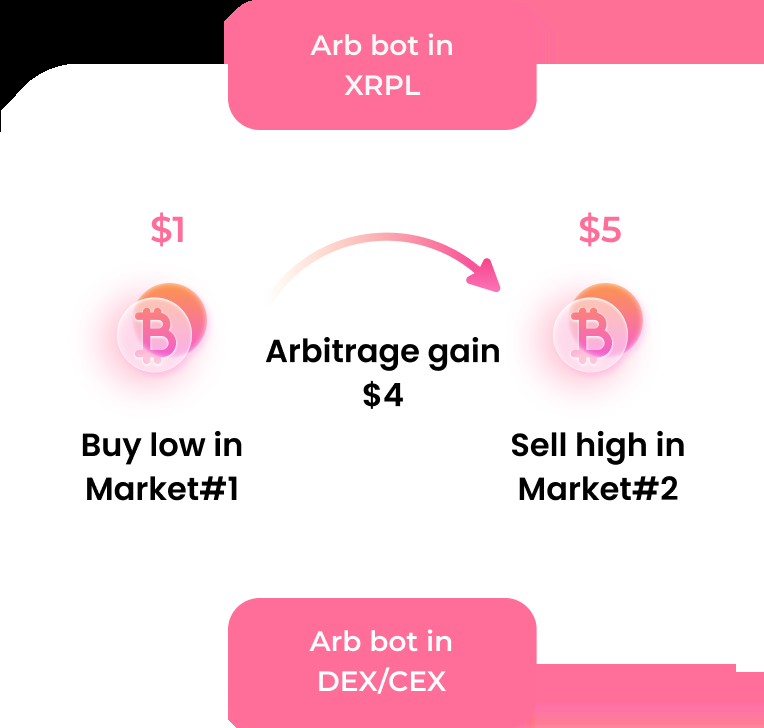 Arb bot in
XRPL
$1
$5
Arbitrage gain
$4
Buy low in
Market#1
Sell high in
Market#2
Arb bot in
DEX/CEX